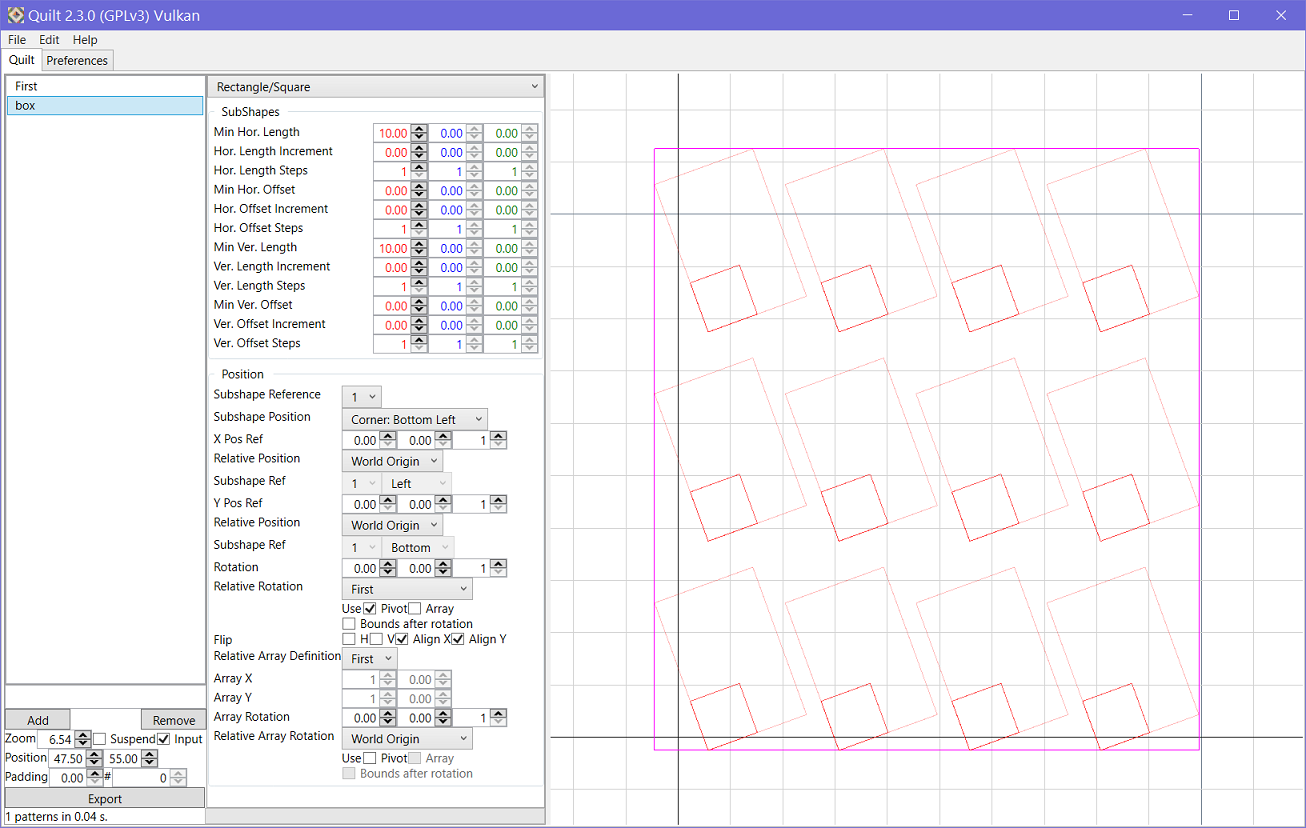 Quilt 2.3.0 (GPLv3) Vulkan
File Edit Help
Quilt Preferences
First
box
Rectangle/Square
SubShapes
Min Hor. Length 10.00 0.00 0.00
Hor. Length Increment 0.00 0.00 0.00
Hor. Length Steps 1 1 1
Min Hor. Offset 0.00 0.00 0.00
Hor. Offset Increment 0.00 0.00 0.00
Hor. Offset Steps 1 1 1
Min Ver. Length 10.00 0.00 0.00
Ver. Length Increment 0.00 0.00 0.00
Ver. Length Steps 1 1 1
Min Ver. Offset 0.00 0.00 0.00
Ver. Offset Increment 0.00 0.00 0.00
Ver. Offset Steps 1 1 1
Position
Subshape Reference 1
Subshape Position Corner: Bottom Left
X Pos Ref 0.00 0.00 1
Relative Position World Origin
Subshape Ref 1 Left
Y Pos Ref 0.00 0.00 1
Relative Position World Origin
Subshape Ref 1 Bottom
Rotation 0.00 0.00 1
Relative Rotation First
Use Pivot Array
Bounds after rotation
Flip H V Align X Align Y
Relative Array Definition First
Array X 1 0.00
Array Y 1 0.00
Array Rotation 0.00 0.00 1
Relative Array Rotation World Origin
Use Pivot Array
Bounds after rotation
Add Remove
Zoom 6.54 Suspend Input
Position 47.50 55.00
Padding 0.00 # 0
Export
1 patterns in 0.04 s.